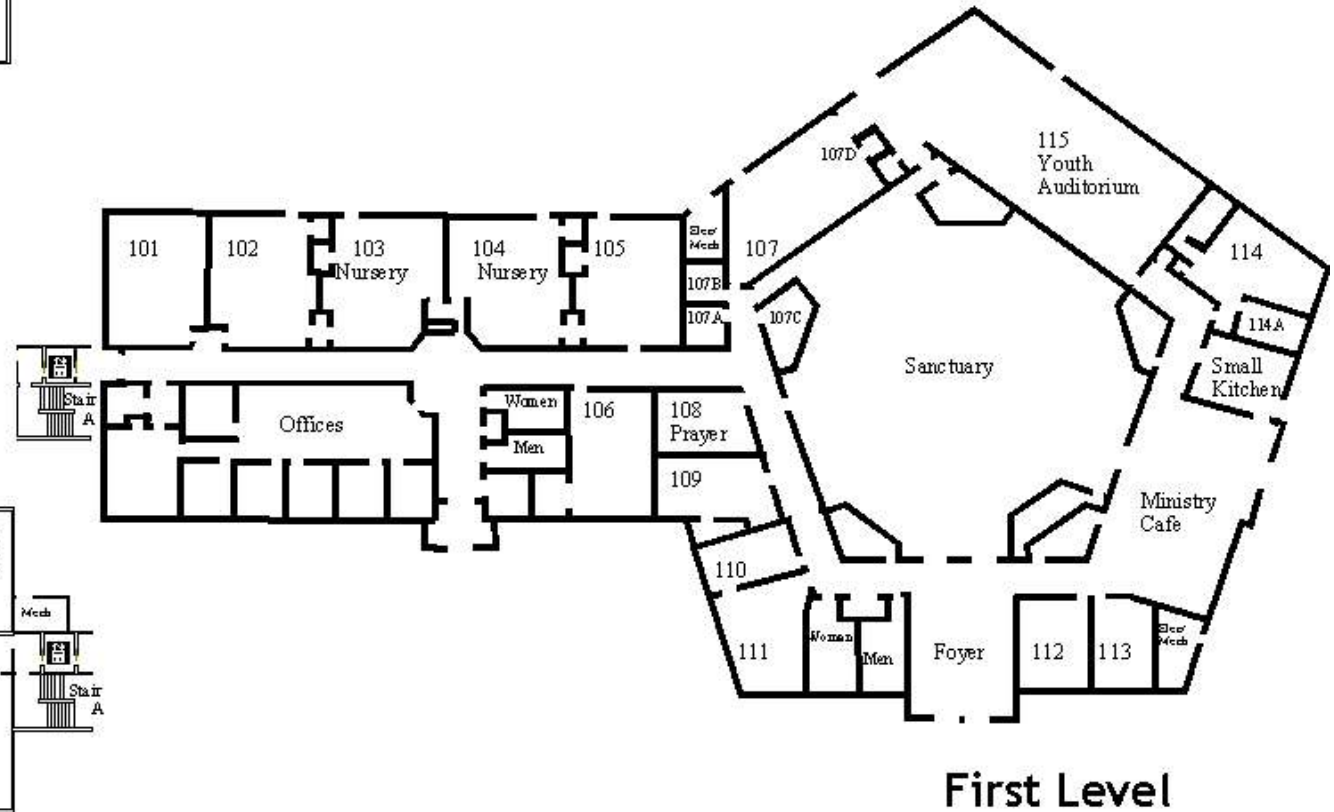 115
Youth
Auditorium
107D
101
102
103
Nursery
104
Nursery
105
Elec/
Mech
107
114
107B
107A
107C
114A
Sanctuary
Small
Kitchen
Stair
A
Offices
Women
Men
106
108
Prayer
109
Ministry
Cafe
110
Mech
111
Woman
Men
Foyer
112
113
Elec/
Mech
Stair
A
First Level